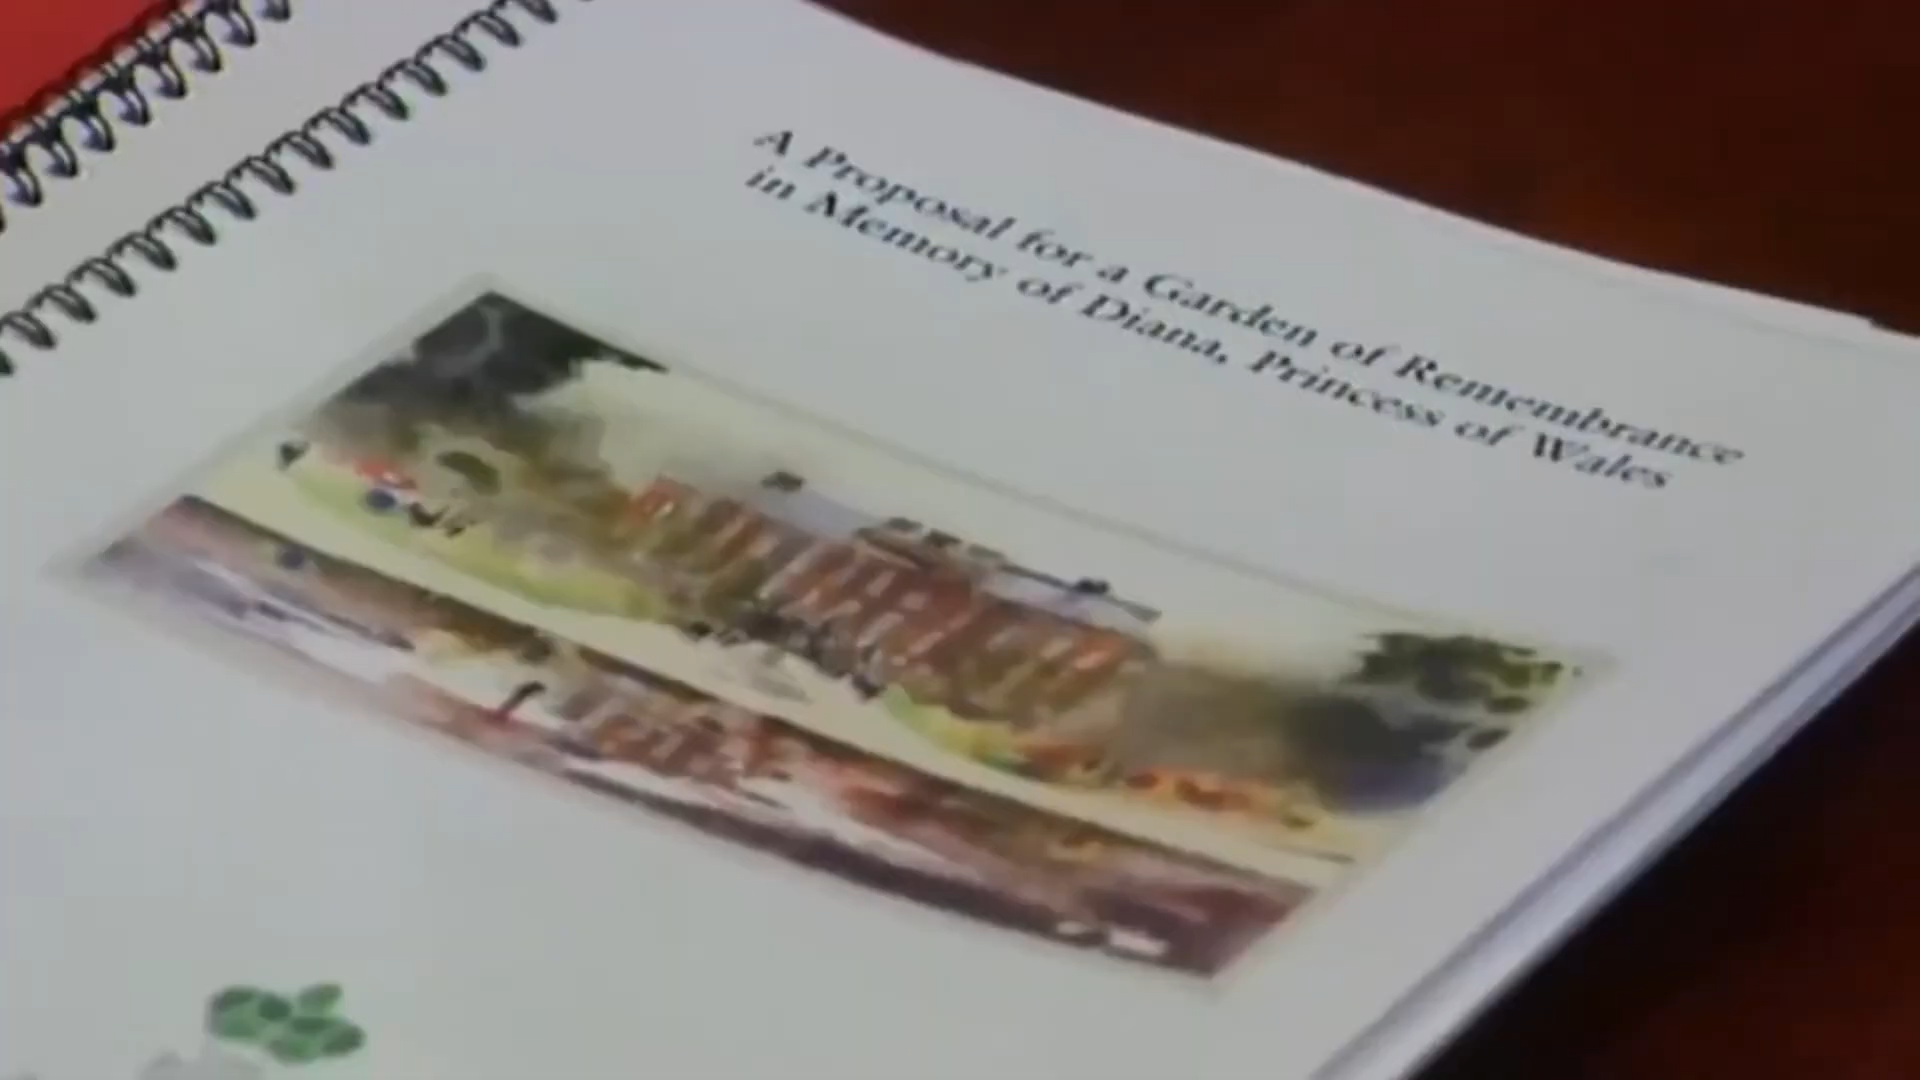 A Proposal for a Garden of Remembrance
in Memory of Diana, Princess of Wales